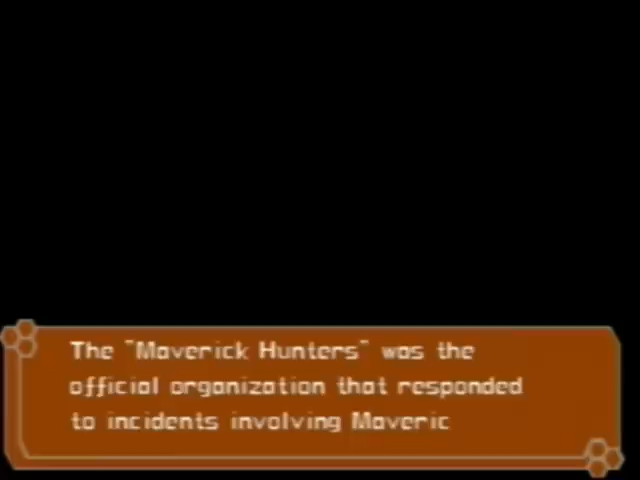 The "Maverick Hunters" was the
official organization that responded
to incidents involving Maveric